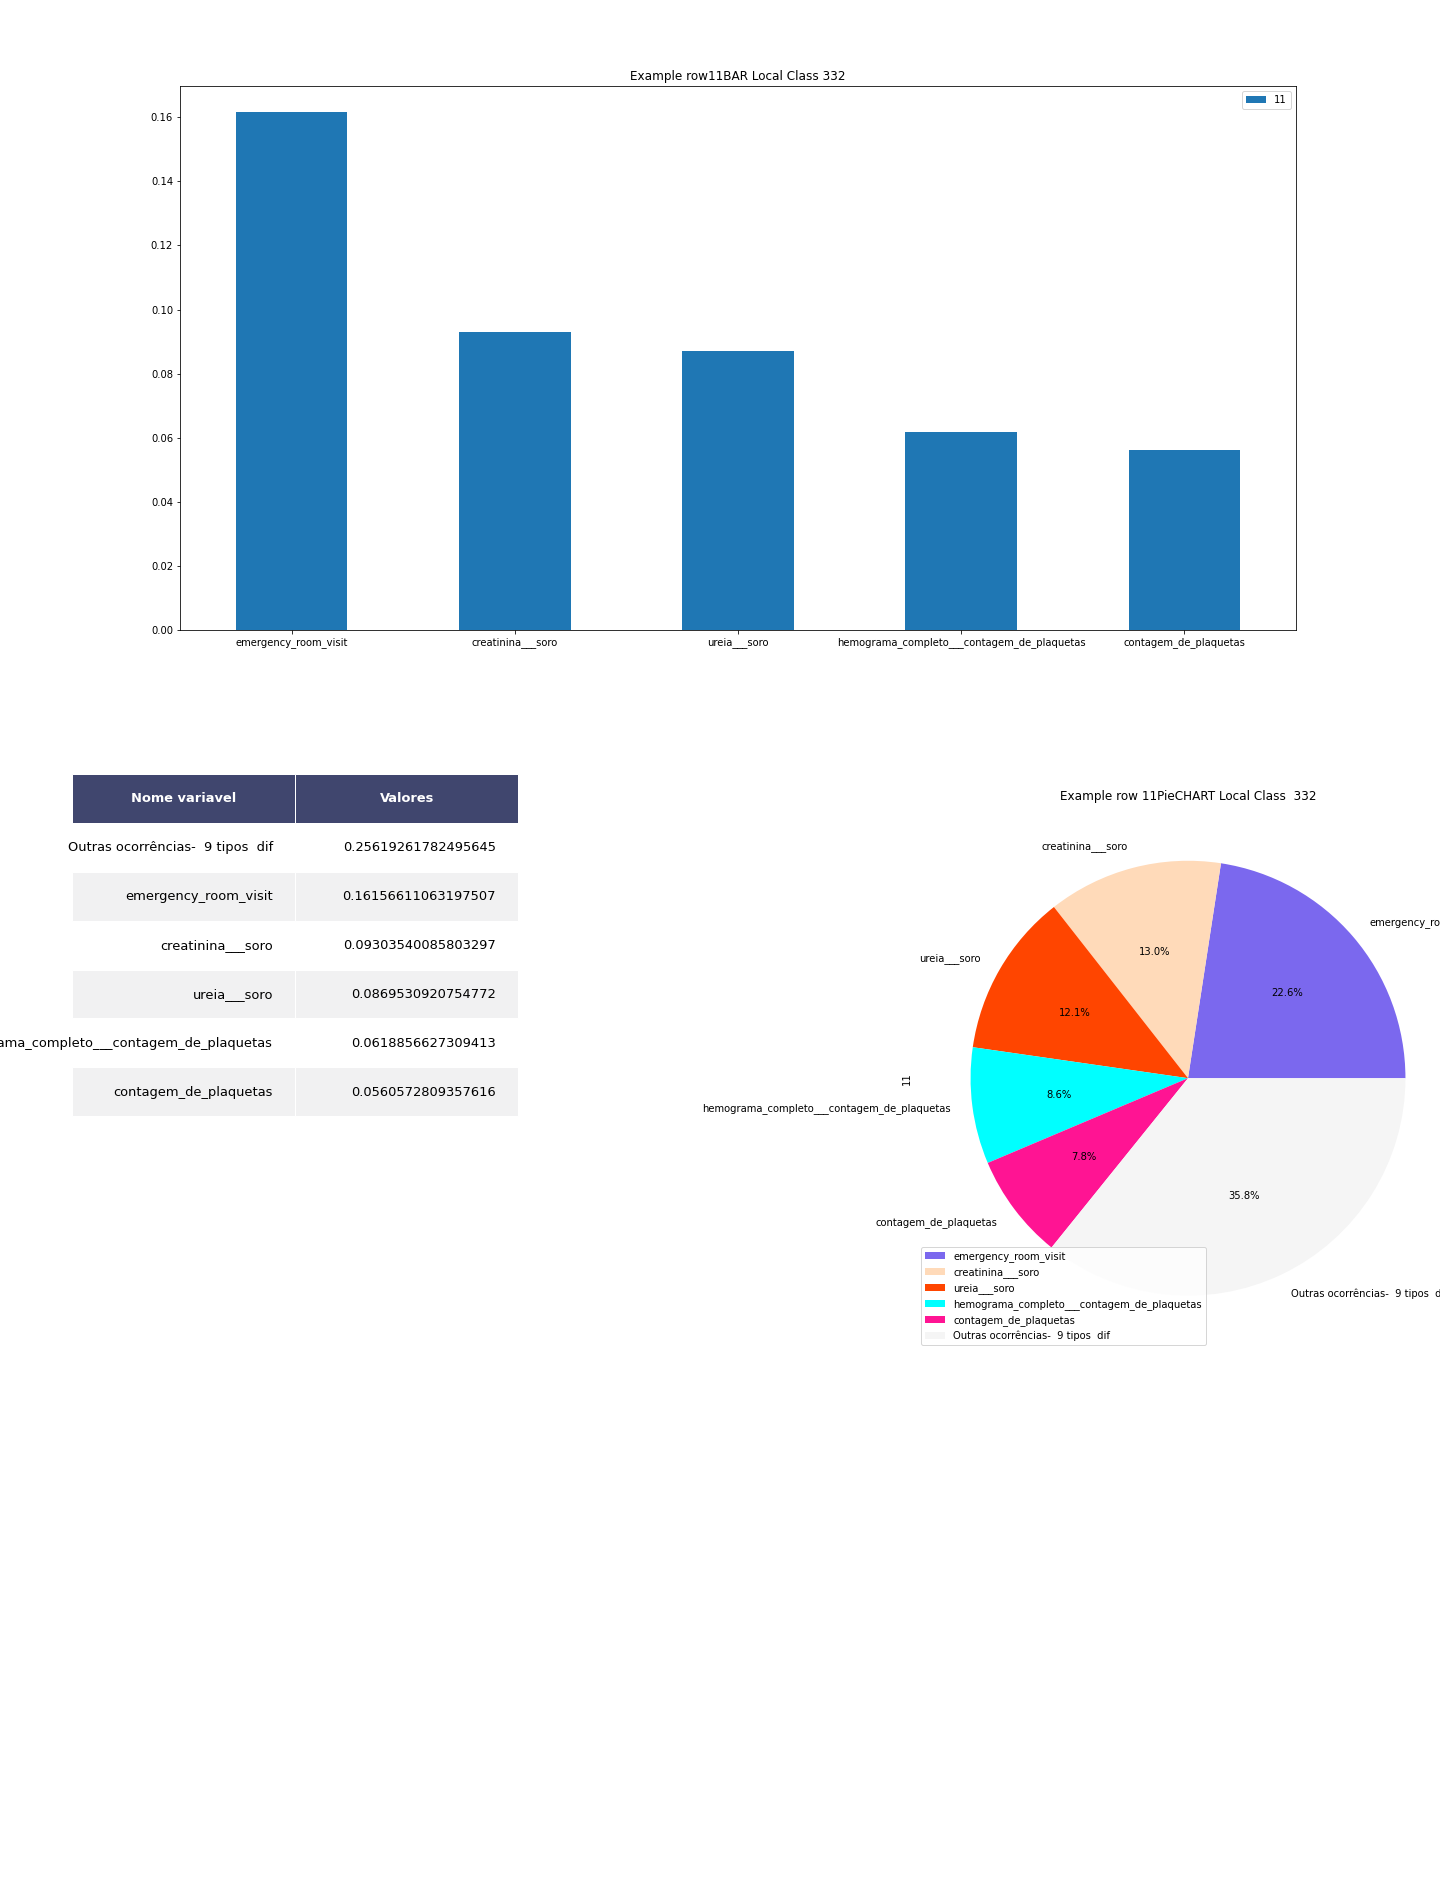 Example row11BAR Local Class 332
11
0.16
0.14
0.12
0.10
0.08
0.06
0.04
0.02
0.00
emergency_room_visit
creatinina___soro
ureia___soro
hemograma_completo___contagem_de_plaquetas
contagem_de_plaquetas
Nome variavel Valores
Outras ocorrências-  9 tipos  dif 0.25619261782495645
emergency_room_visit 0.16156611063197507
creatinina___soro 0.09303540085803297
ureia___soro 0.0869530920754772
ama_completo___contagem_de_plaquetas 0.0618856627309413
contagem_de_plaquetas 0.0560572809357616
Example row 11PieCHART Local Class  332
creatinina___soro
emergency_ro
ureia___soro
13.0%
22.6%
12.1%
11
8.6%
hemograma_completo___contagem_de_plaquetas
7.8%
35.8%
contagem_de_plaquetas
emergency_room_visit
creatinina___soro
ureia___soro
hemograma_completo___contagem_de_plaquetas
contagem_de_plaquetas
Outras ocorrências-  9 tipos  dif
Outras ocorrências-  9 tipos  d